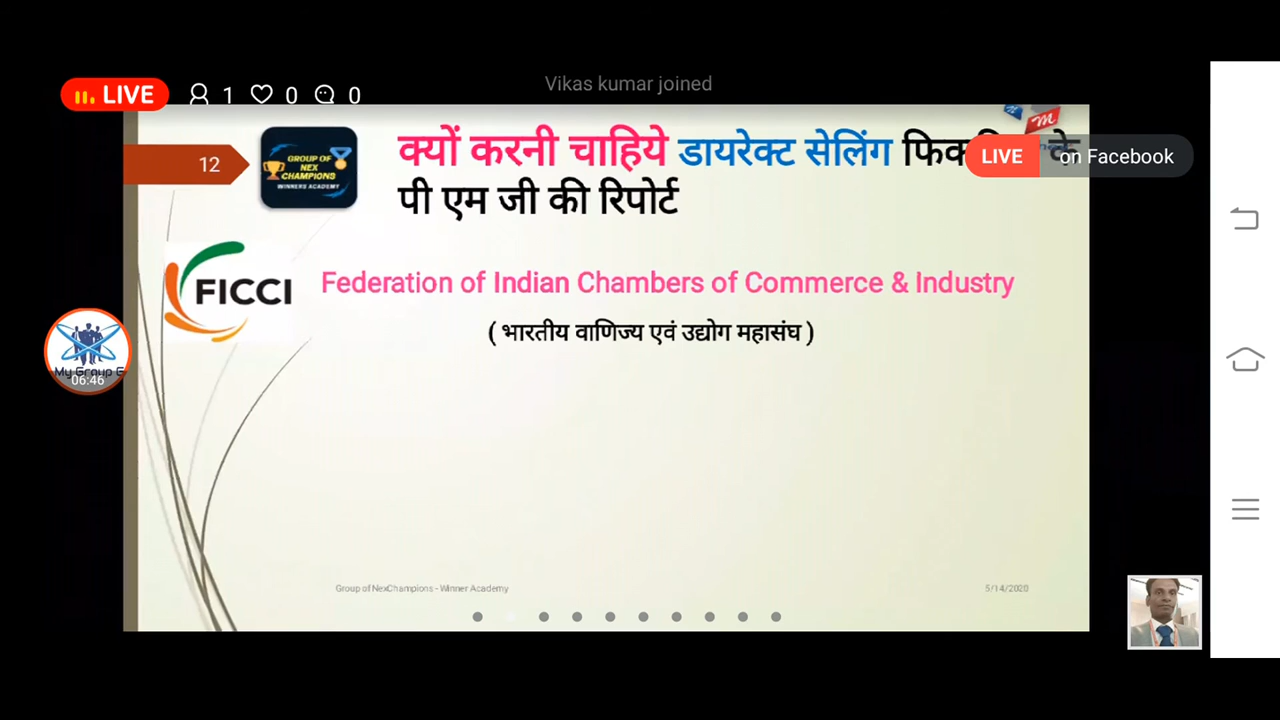 Vikas kumar joined
LIVE 1 0 0
LIVE on Facebook
12
GROUP OF
NEX
CHAMPIONS
WINNERS ACADEMY
क्यों करनी चाहिये डायरेक्ट सेलिंग
पी एम जी की रिपोर्ट
FICCI
Federation of Indian Chambers of Commerce & Industry
( भारतीय वाणिज्य एवं उद्योग महासंघ )
My Group
06:46
Group of NexChampions - Winner Academy
5/14/2020